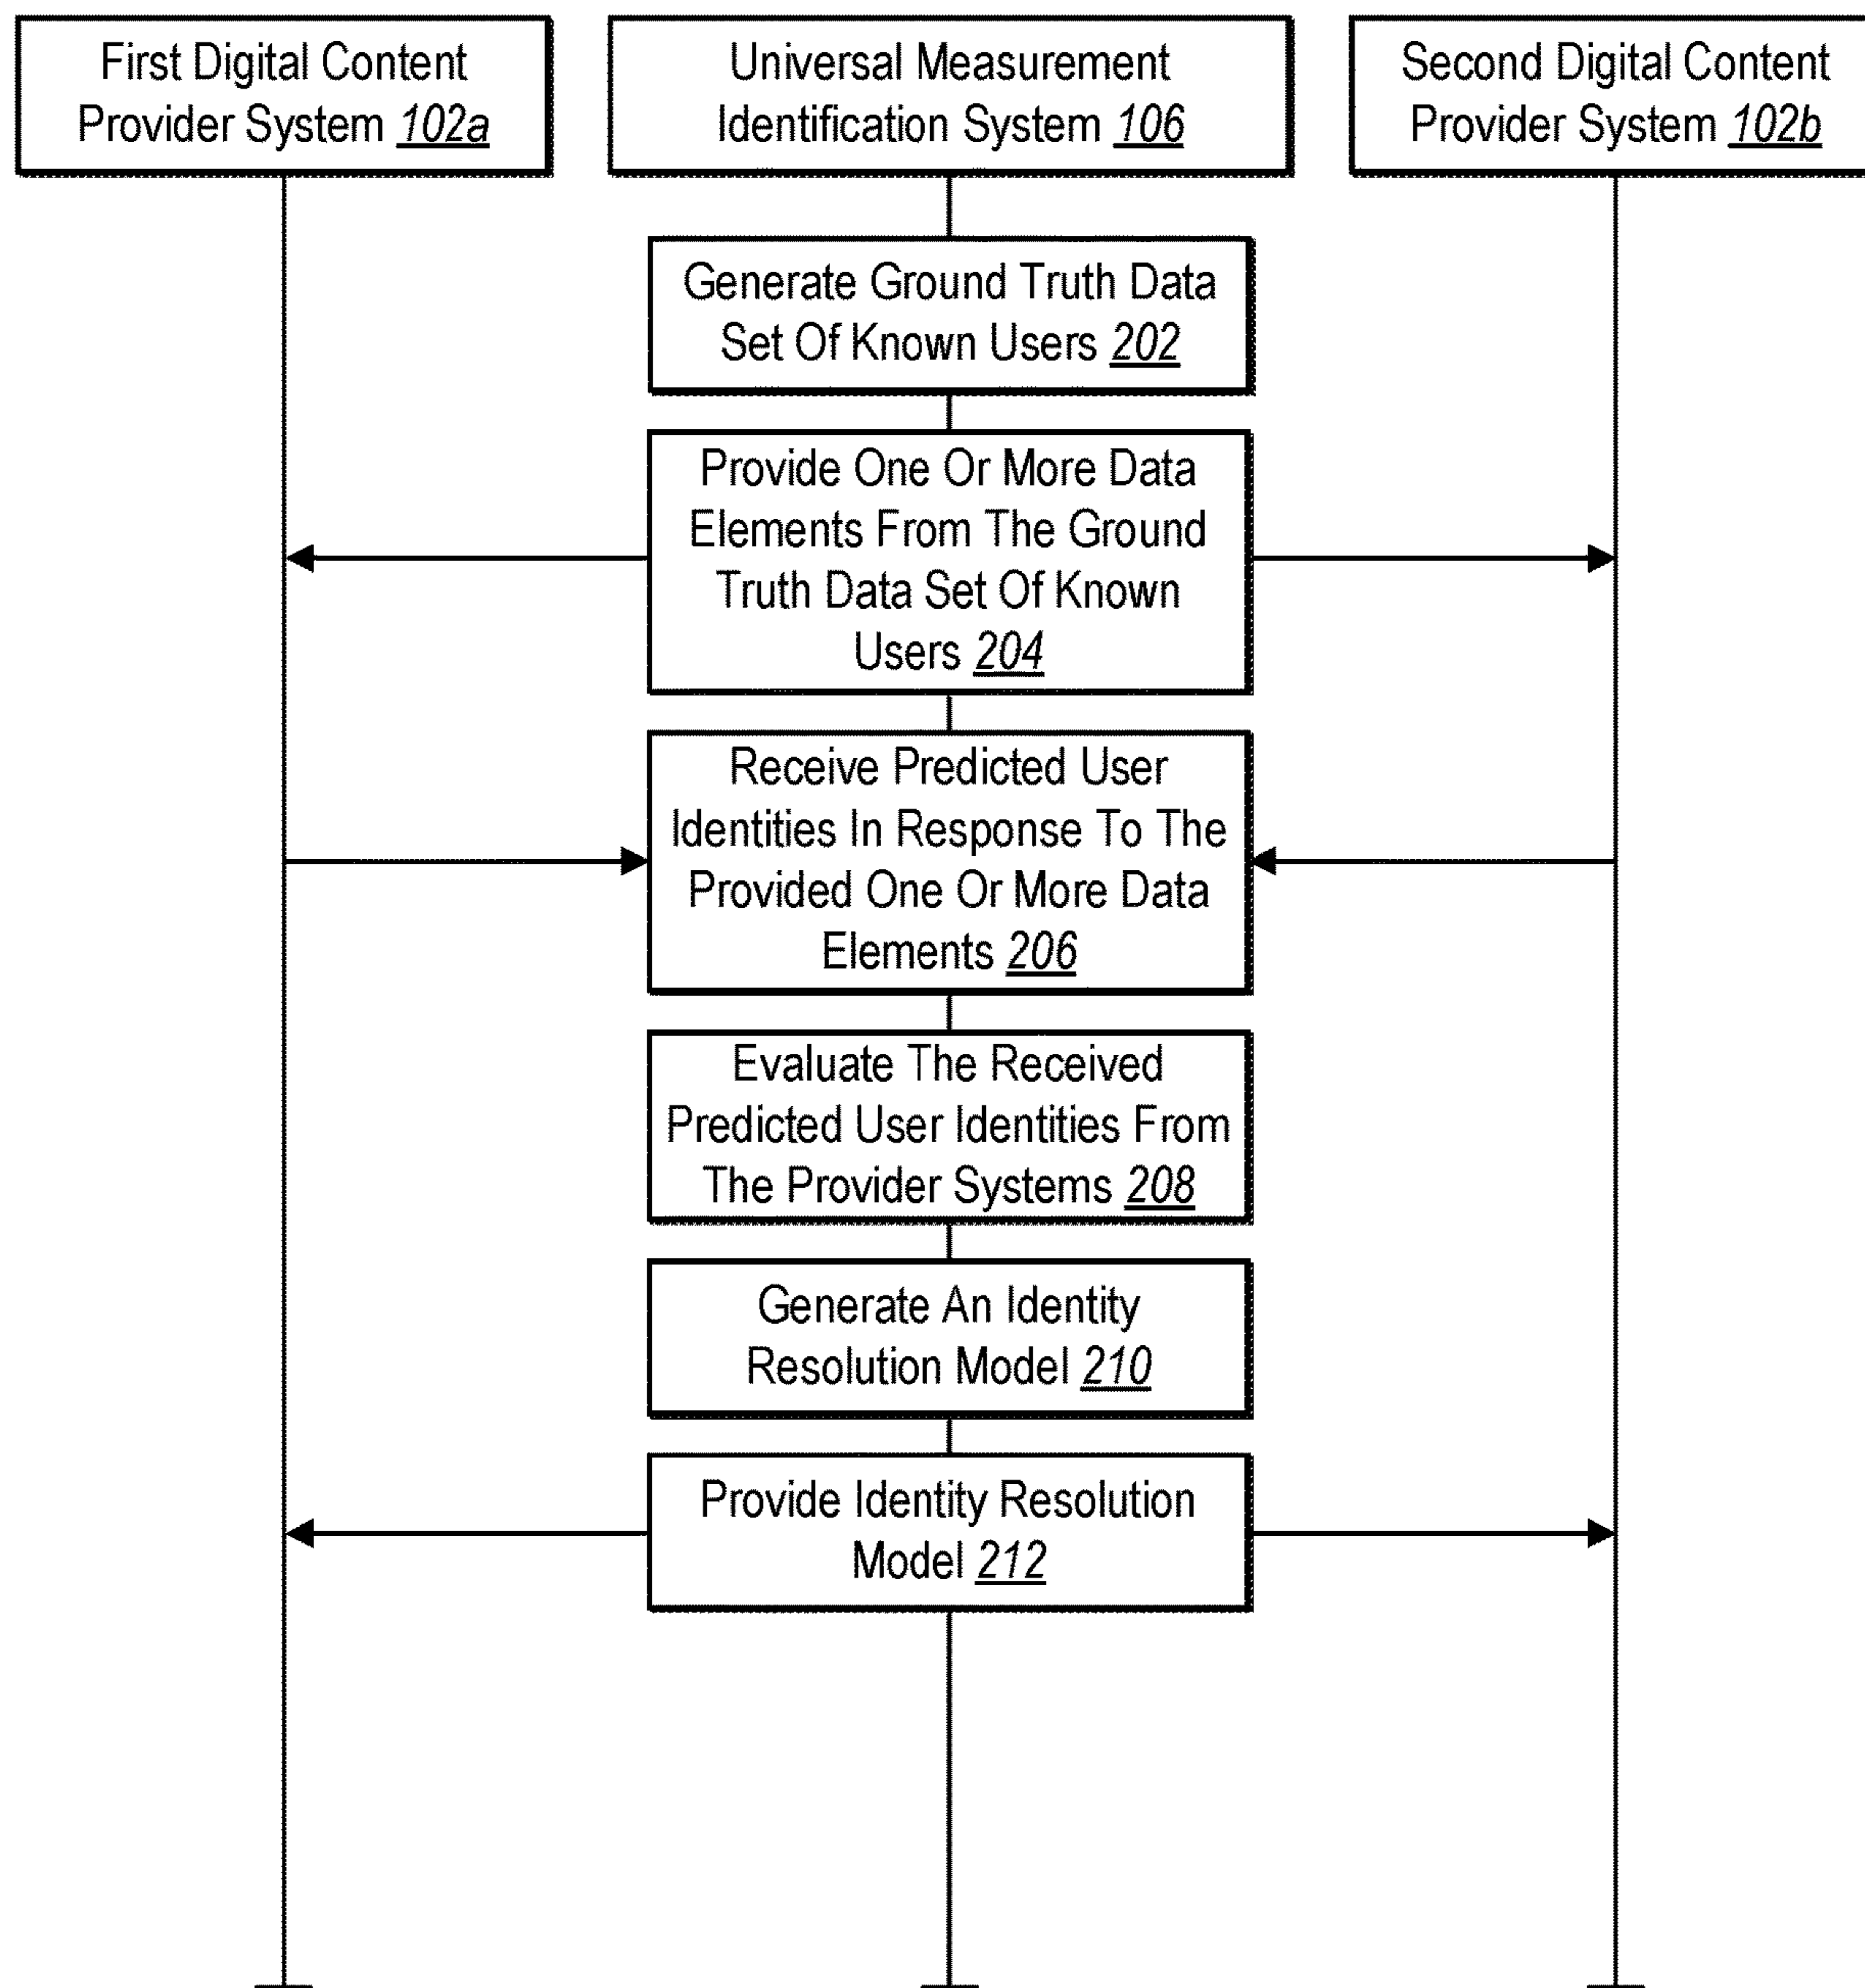 First Digital Content
Provider System 102a
Universal Measurement
Identification System 106
Second Digital Content
Provider System 102b
Generate Ground Truth Data
Set Of Known Users 202
Provide One Or More Data
Elements From The Ground
Truth Data Set Of Known
Users 204
Receive Predicted User
Identities In Response To The
Provided One Or More Data
Elements 206
Evaluate The Received
Predicted User Identities From
The Provider Systems 208
Generate An Identity
Resolution Model 210
Provide Identity Resolution
Model 212